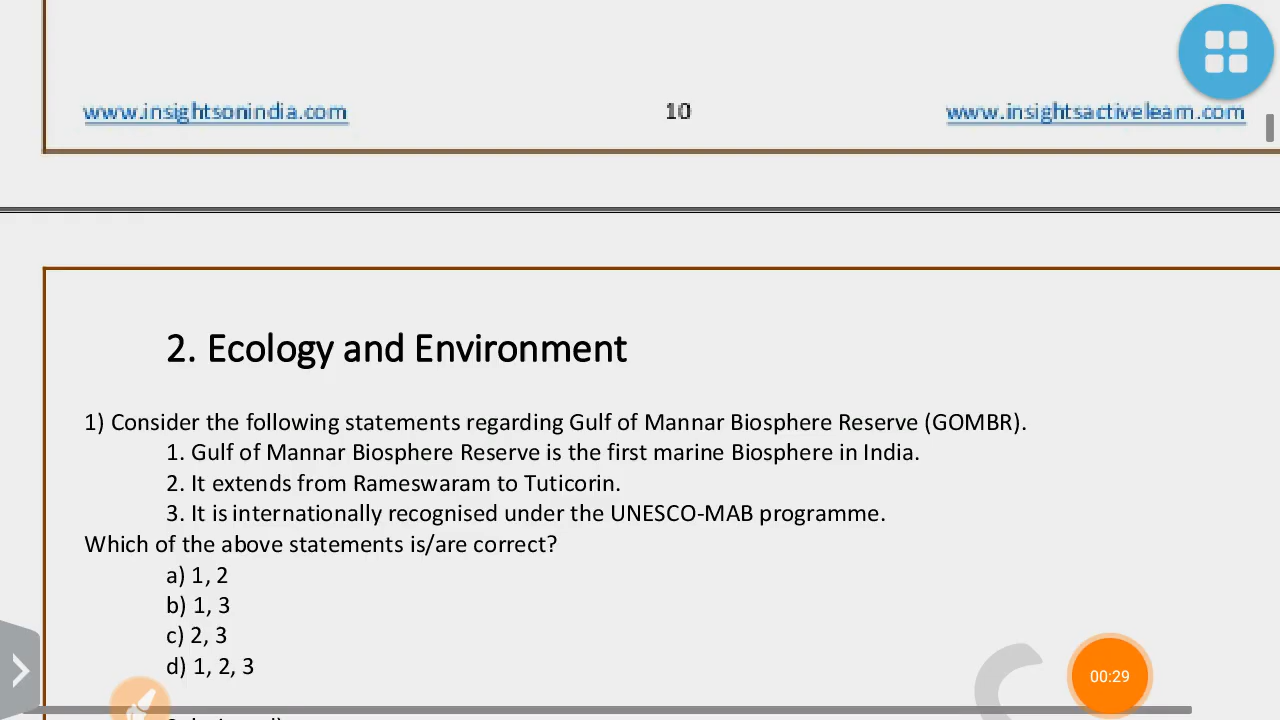 www.insightsonindia.com 10 www.insightsactivelearn.com
2. Ecology and Environment
1) Consider the following statements regarding Gulf of Mannar Biosphere Reserve (GOMBR).
1. Gulf of Mannar Biosphere Reserve is the first marine Biosphere in India.
2. It extends from Rameswaram to Tuticorin.
3. It is internationally recognised under the UNESCO-MAB programme.
Which of the above statements is/are correct?
a) 1, 2
b) 1, 3
c) 2, 3
d) 1, 2, 3
00:29